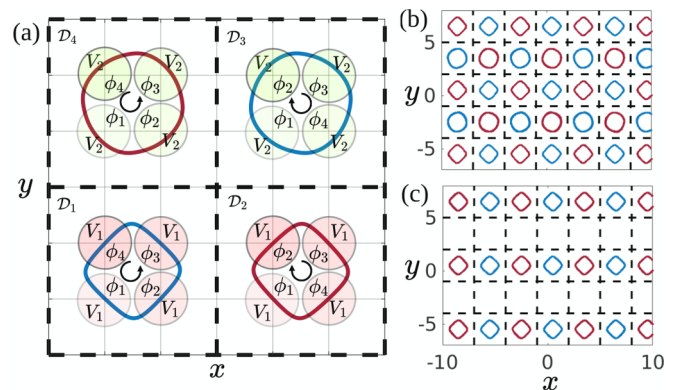 (a)
𝒟₄
V₂
V₂
ϕ₄
ϕ₃
ϕ₁
ϕ₂
V₂
V₂
𝒟₃
V₂
V₂
ϕ₂
ϕ₃
ϕ₁
ϕ₄
V₂
V₂
y
𝒟₁
V₁
V₁
ϕ₄
ϕ₃
ϕ₁
ϕ₂
V₁
V₁
𝒟₂
V₁
V₁
ϕ₂
ϕ₃
ϕ₁
ϕ₄
V₁
V₁
x
(b)
5
y 0
-5
(c)
5
y 0
-5
-10 0 10
x